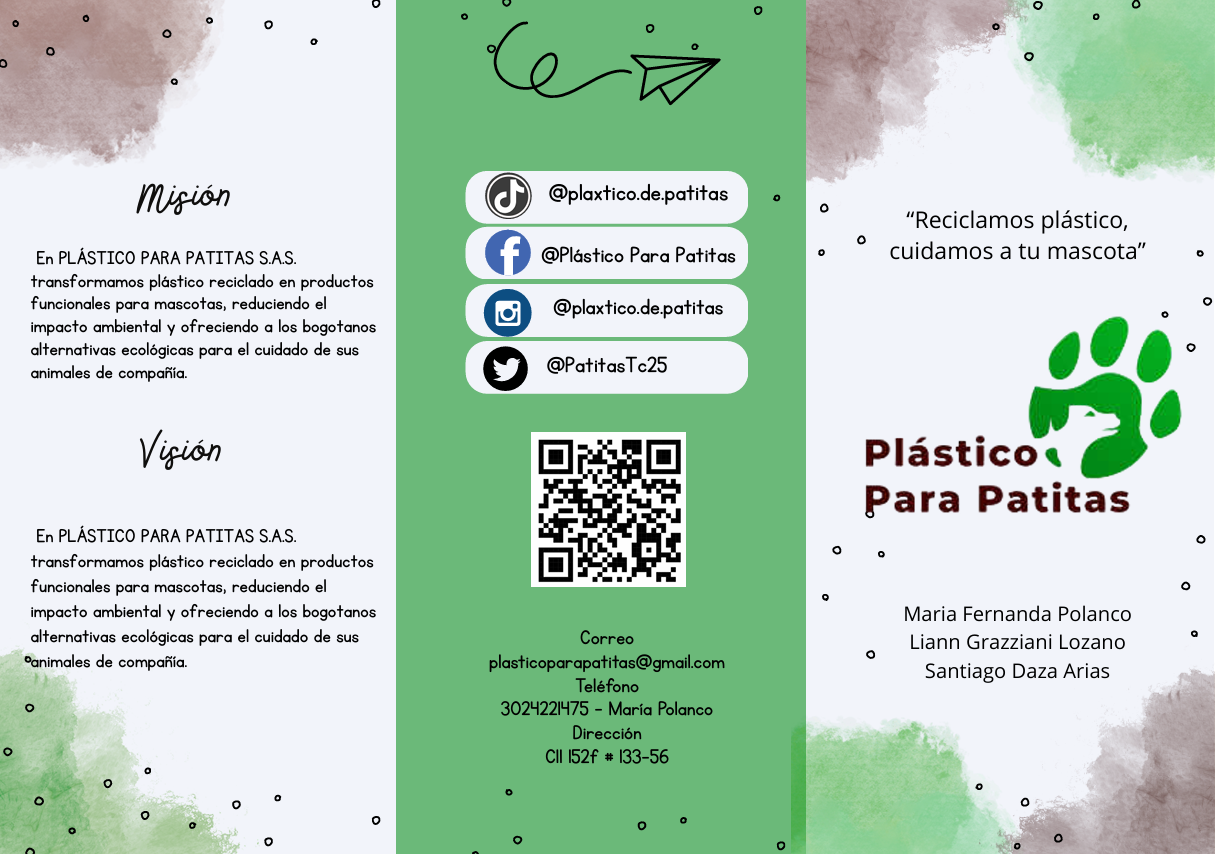 Misión
En PLÁSTICO PARA PATITAS S.A.S.
transformamos plástico reciclado en productos
funcionales para mascotas, reduciendo el
impacto ambiental y ofreciendo a los bogotanos
alternativas ecológicas para el cuidado de sus
animales de compañía.
Visión
En PLÁSTICO PARA PATITAS S.A.S.
transformamos plástico reciclado en productos
funcionales para mascotas, reduciendo el
impacto ambiental y ofreciendo a los bogotanos
alternativas ecológicas para el cuidado de sus
animales de compañía.
@plaxtico.de.patitas
@Plástico Para Patitas
@plaxtico.de.patitas
@PatitasTc25
Correo
plasticoparapatitas@gmail.com
Teléfono
3024221475 - María Polanco
Dirección
Cll 152f # 133-56
“Reciclamos plástico,
cuidamos a tu mascota”
Plástico
Para Patitas
Maria Fernanda Polanco
Liann Grazziani Lozano
Santiago Daza Arias